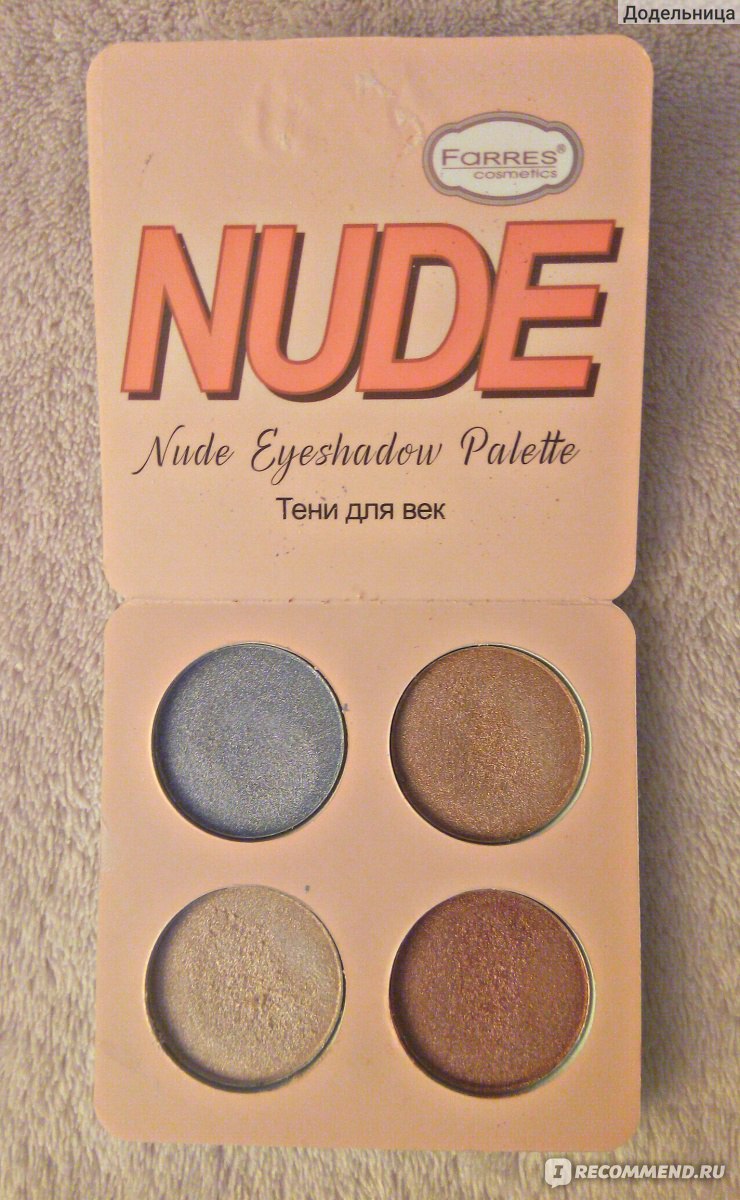 Додельница
FARRES®
cosmetics
NUDE
Nude Eyeshadow Palette
Тени для век
I RECOMMEND.RU